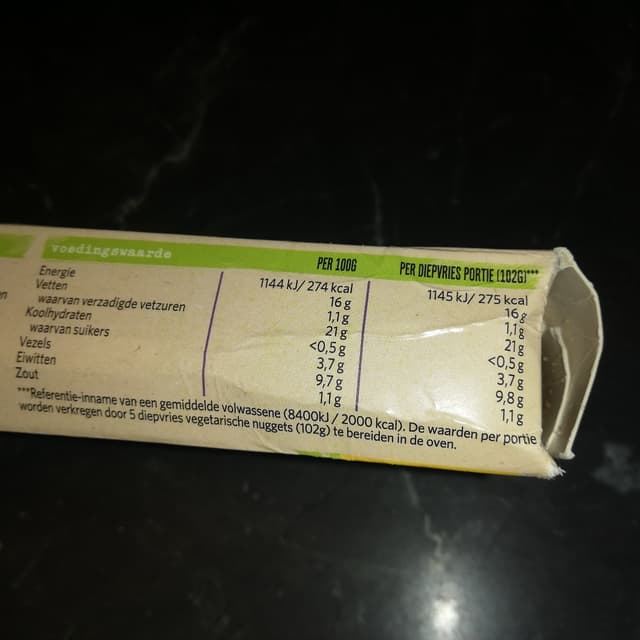 voedingswaarde PER 100G PER DIEPVRIES PORTIE (102G)***
Energie 1144 kJ/ 274 kcal 1145 kJ/ 275 kcal
Vetten 16 g 16 g
waarvan verzadigde vetzuren 1,1 g 1,1 g
Koolhydraten 21 g 21 g
waarvan suikers <0,5 g <0,5 g
Vezels 3,7 g 3,7 g
Eiwitten 9,7 g 9,8 g
Zout 1,1 g 1,1 g
***Referentie-inname van een gemiddelde volwassene (8400kJ / 2000 kcal). De waarden per portie
worden verkregen door 5 diepvries vegetarische nuggets (102g) te bereiden in de oven.